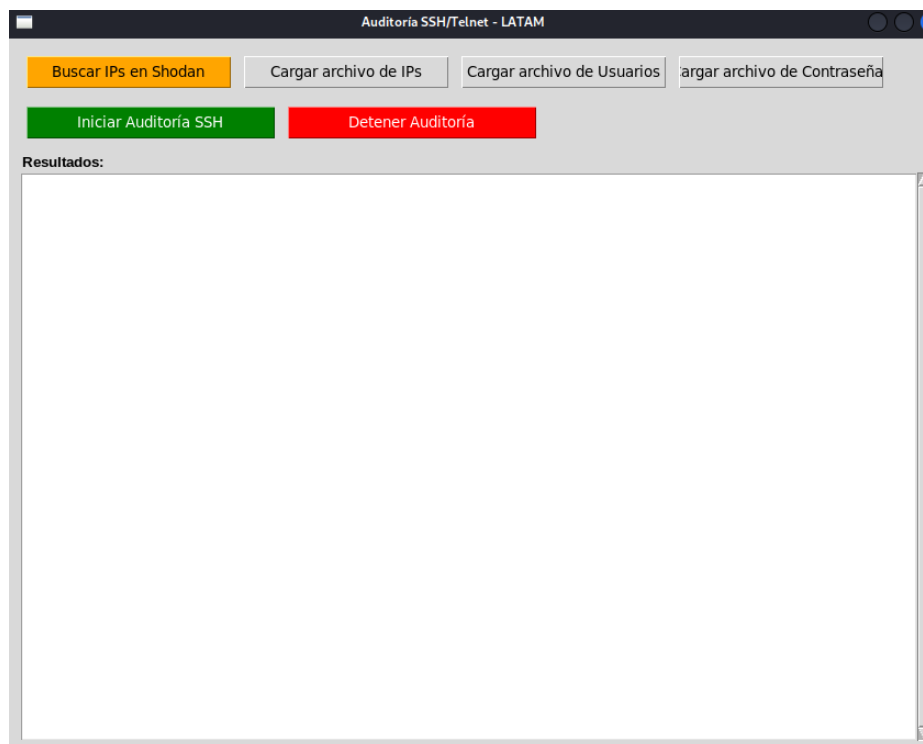 Auditoría SSH/Telnet - LATAM
Buscar IPs en Shodan
Cargar archivo de IPs
Cargar archivo de Usuarios
argar archivo de Contraseña
Iniciar Auditoría SSH
Detener Auditoría
Resultados: